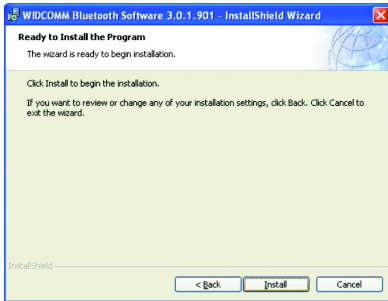 WIDCOMM Bluetooth Software 3.0.1.901 - InstallShield Wizard
Ready to Install the Program
The wizard is ready to begin installation.
Click Install to begin the installation.
If you want to review or change any of your installation settings, click Back. Click Cancel to
exit the wizard.
InstallShield
< Back Install Cancel